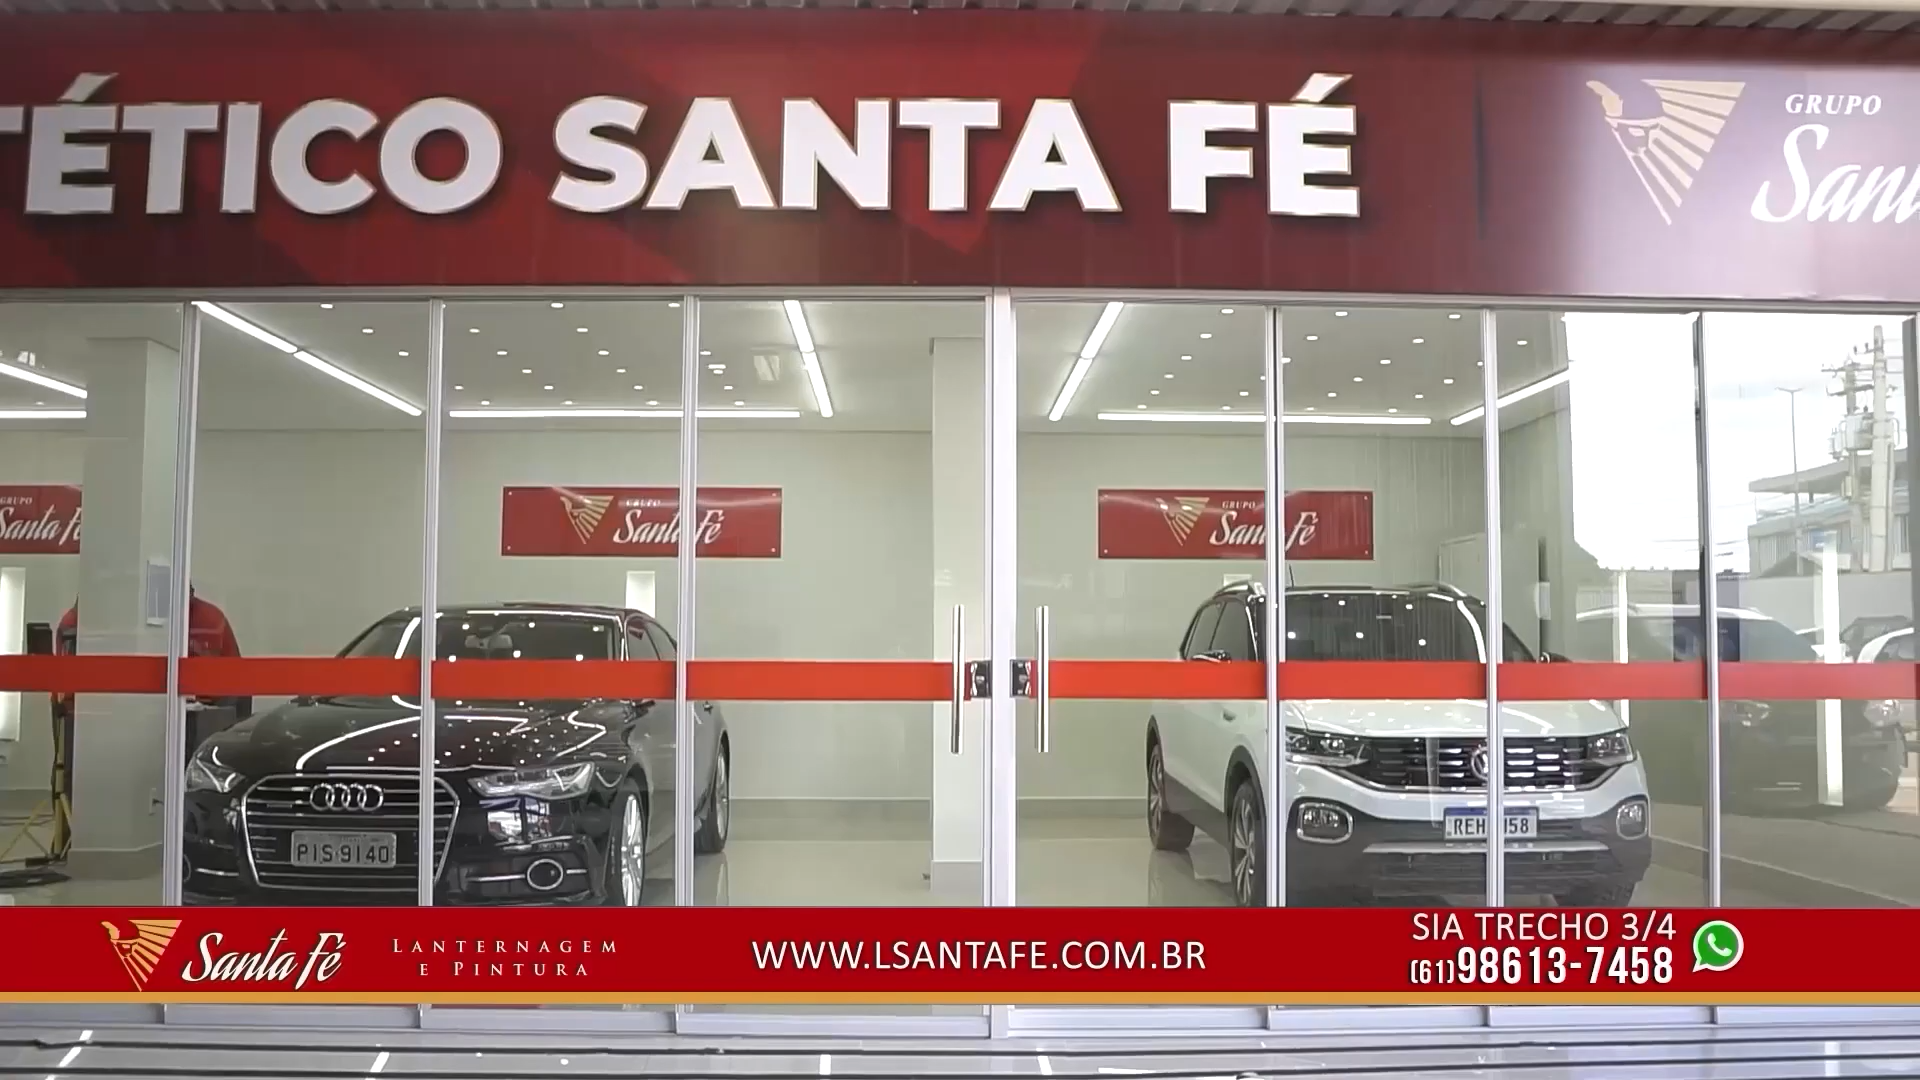 TÉTICO SANTA FÉ
GRUPO
Sant
GRUPO
Santa Fé
GRUPO
Santa Fé
GRUPO
Santa Fé
PIS-9140
Santa Fé
LANTERNAGEM
E PINTURA
WWW.LSANTAFE.COM.BR
SIA TRECHO 3/4
(61)98613-7458